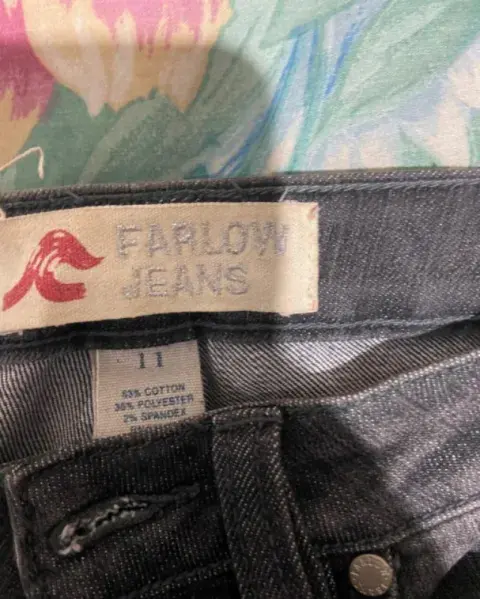 FARLOW
JEANS
11
63% COTTON
35% POLYESTER
2% SPANDEX